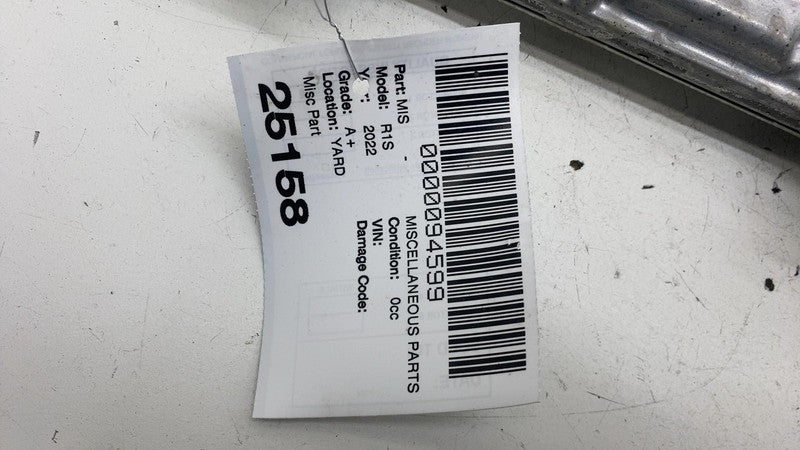 0000094599
Part: MIS - MISCELLANEOUS PARTS
Model: R1S Condition: 0cc
2022 VIN:
Grade: A+ Damage Code:
Location: YARD
Misc Part
25158